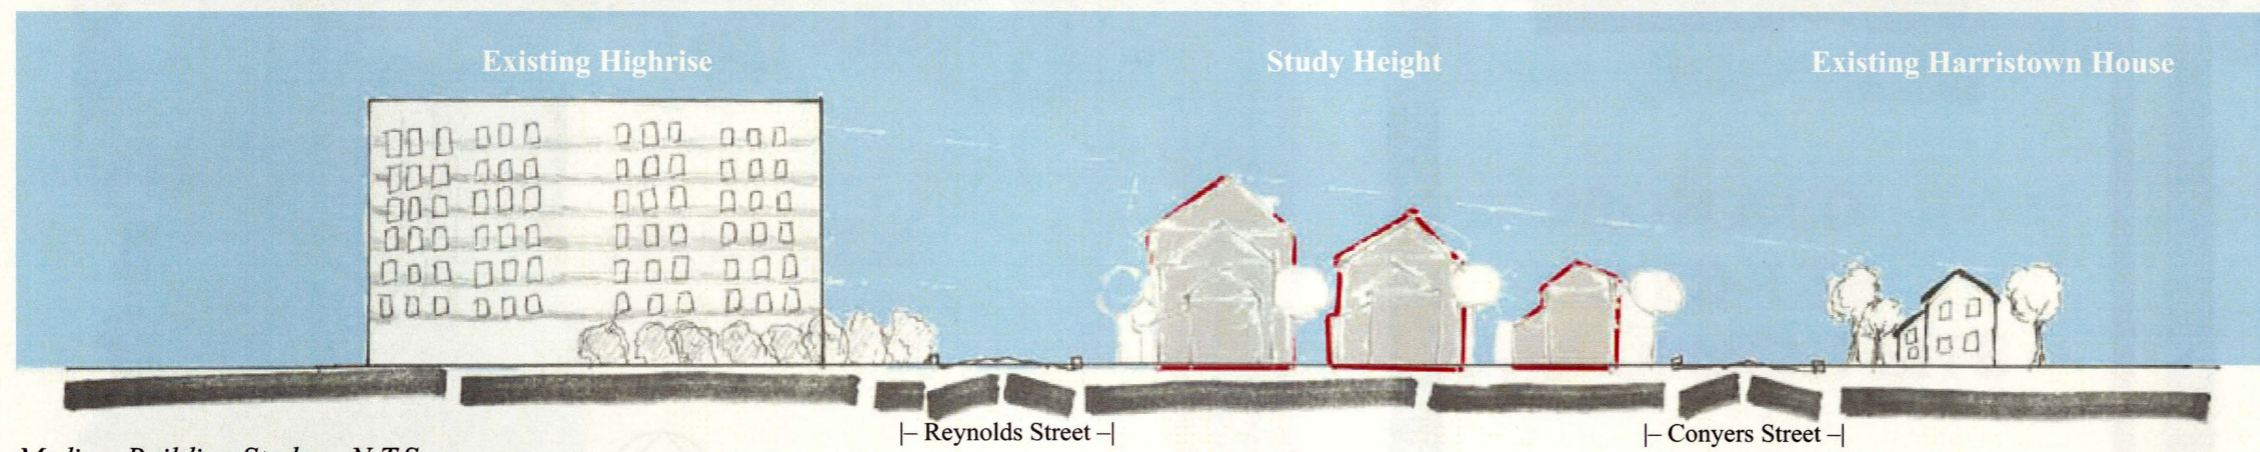 Existing Highrise
Study Height
Existing Harristown House
|– Reynolds Street –|
|– Conyers Street –|